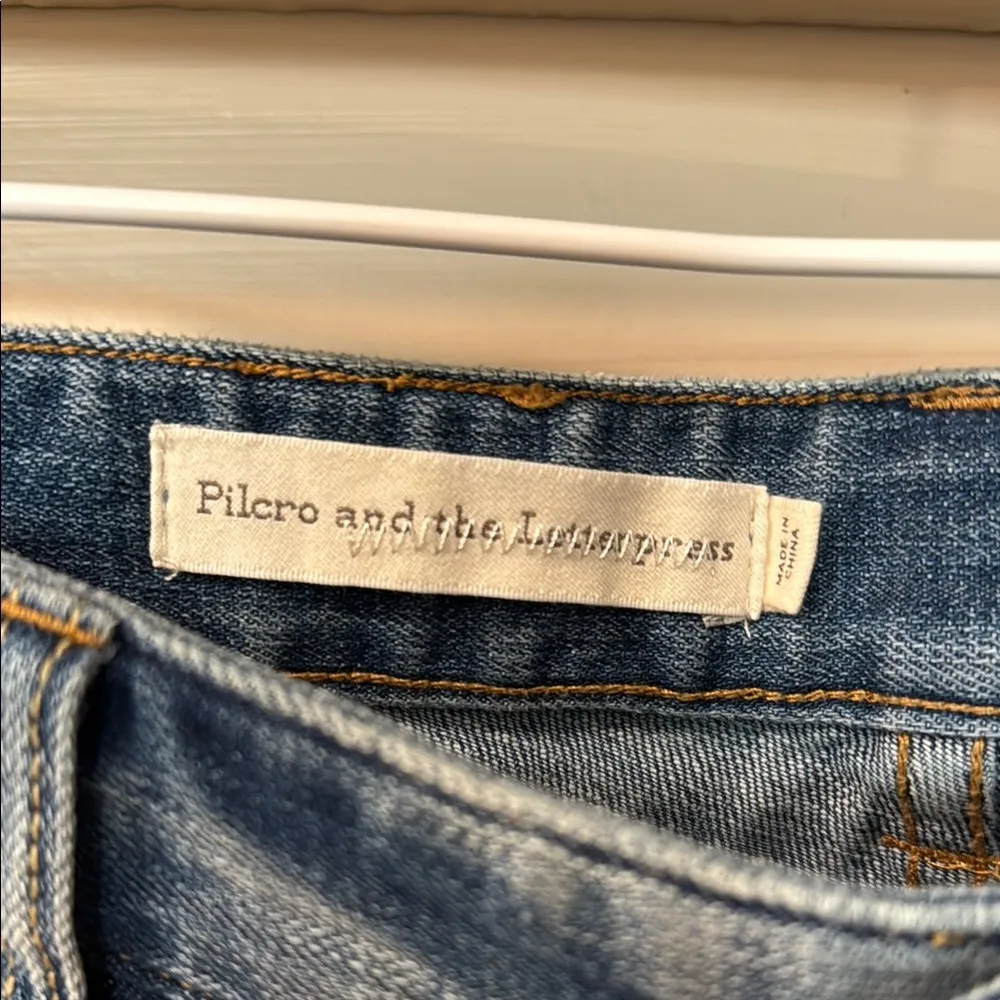 Pilcro and the Letterpress
MADE IN
CHINA